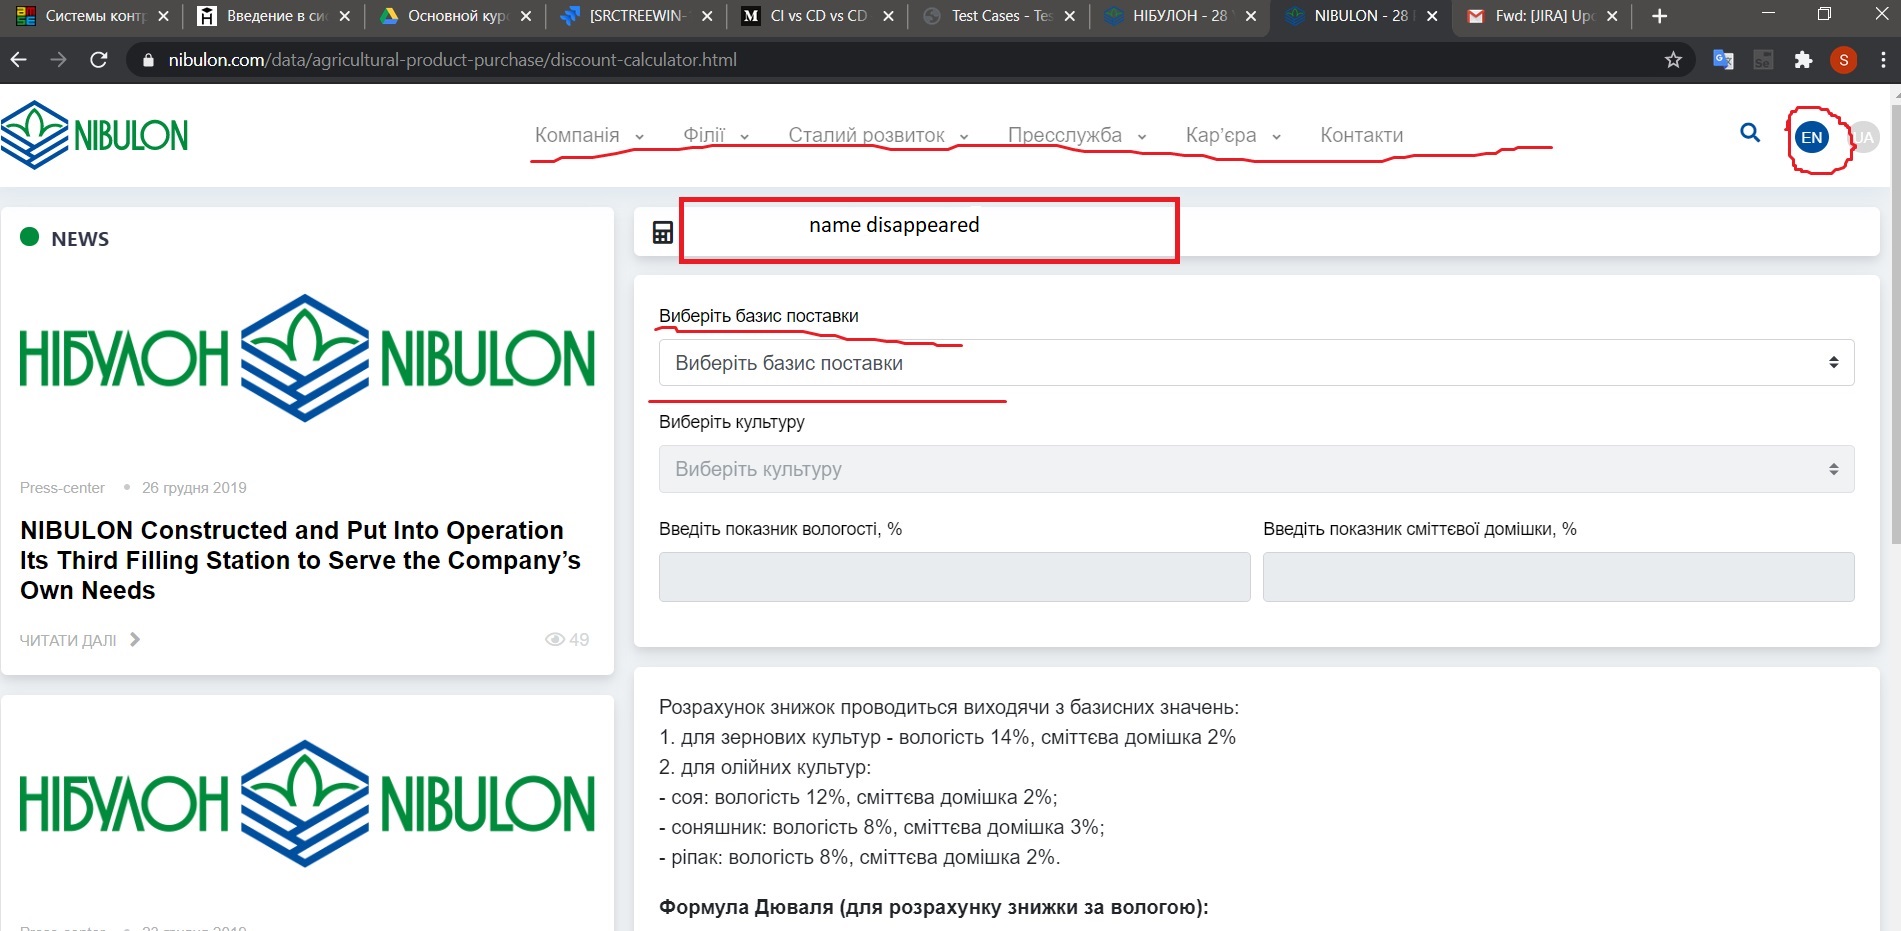 Системы конт
Введение в си
Основной кур
[SRCTREEWIN-
CI vs CD vs CD
Test Cases - Tes
НІБУЛОН - 28
NIBULON - 28
Fwd: [JIRA] Up
nibulon.com/data/agricultural-product-purchase/discount-calculator.html
S
NIBULON
Компанія
Філії
Сталий розвиток
Пресслужба
Кар’єра
Контакти
EN
UA
NEWS
name disappeared
НІБУЛОН NIBULON
Press-center • 26 грудня 2019
NIBULON Constructed and Put Into Operation
Its Third Filling Station to Serve the Company’s
Own Needs
ЧИТАТИ ДАЛІ
49
Виберіть базис поставки
Виберіть базис поставки
Виберіть культуру
Виберіть культуру
Введіть показник вологості, %
Введіть показник сміттєвої домішки, %
НІБУЛОН NIBULON
Розрахунок знижок проводиться виходячи з базисних значень:
1. для зернових культур - вологість 14%, сміттєва домішка 2%
2. для олійних культур:
- соя: вологість 12%, сміттєва домішка 2%;
- соняшник: вологість 8%, сміттєва домішка 3%;
- ріпак: вологість 8%, сміттєва домішка 2%.
Формула Дюваля (для розрахунку знижки за вологою):